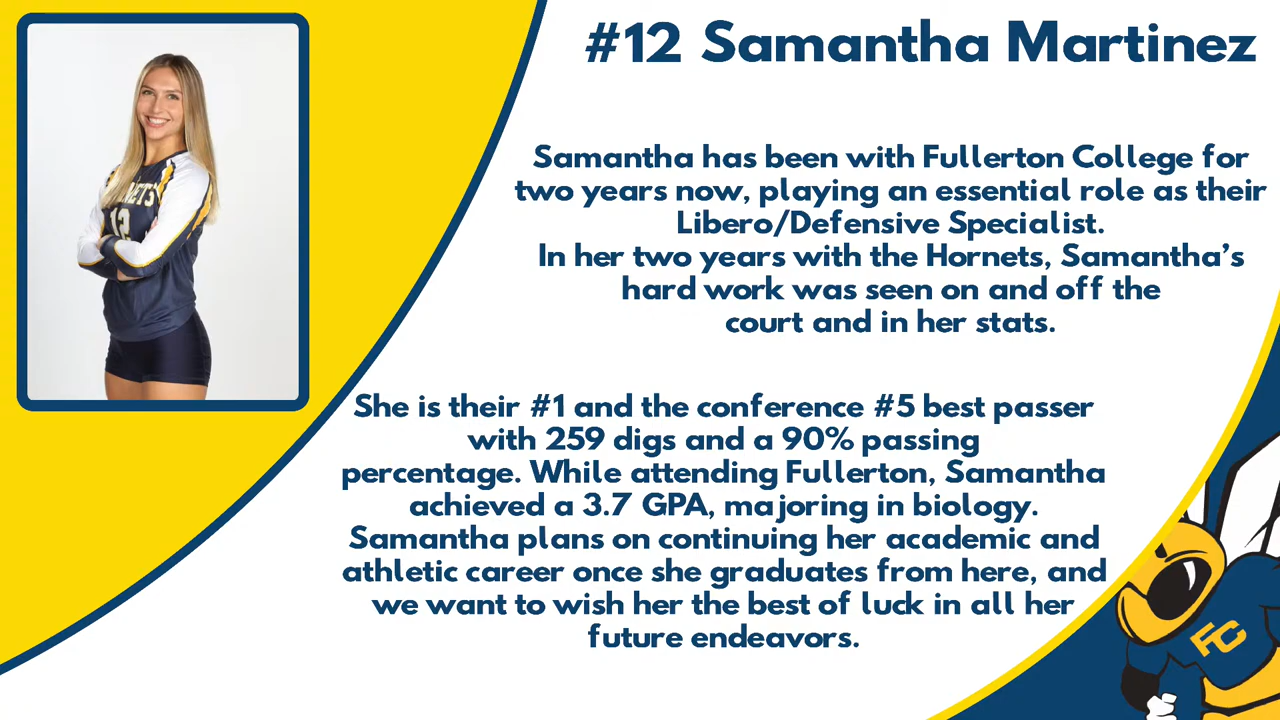 #12 Samantha Martinez
Samantha has been with Fullerton College for
two years now, playing an essential role as their
Libero/Defensive Specialist.
In her two years with the Hornets, Samantha’s
hard work was seen on and off the
court and in her stats.
She is their #1 and the conference #5 best passer
with 259 digs and a 90% passing
percentage. While attending Fullerton, Samantha
achieved a 3.7 GPA, majoring in biology.
Samantha plans on continuing her academic and
athletic career once she graduates from here, and
we want to wish her the best of luck in all her
future endeavors.
12
FC